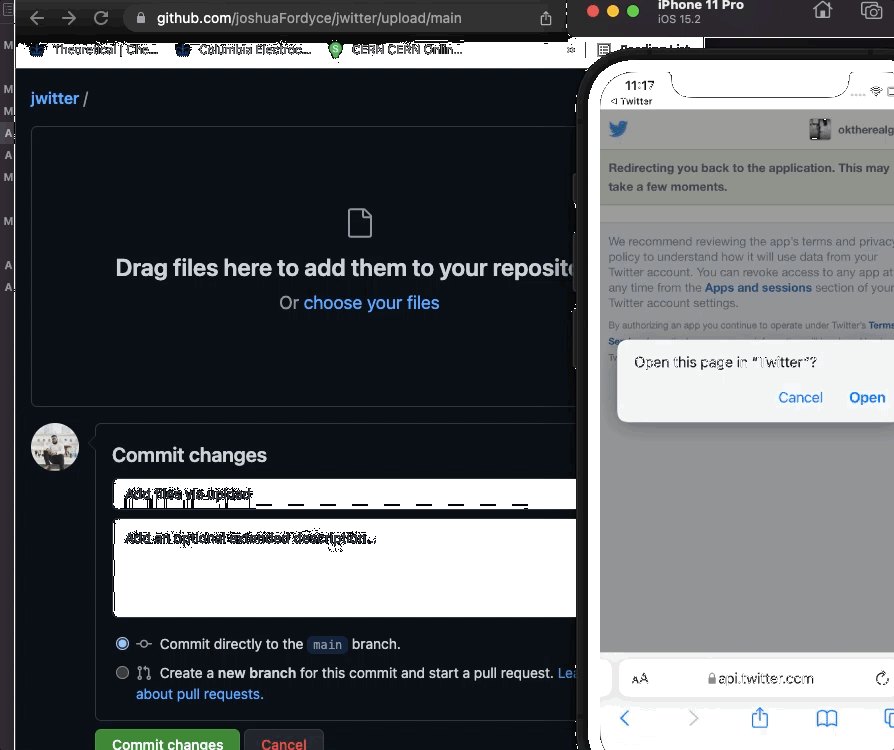 github.com/joshuaFordyce/jwitter/upload/main
iPhone 11 Pro
iOS 15.2
Theoretical | Che...
Columbia Electroc...
CERN CERN Onlin...
»
Reading List
M
M
M
A
A
M
M
A
A
jwitter /
Drag files here to add them to your reposit
Or choose your files
Commit changes
Add files via upload
Add an optional extended description...
Commit directly to the main branch.
Create a new branch for this commit and start a pull request. Lea
about pull requests.
Commit changes
Cancel
11:17
Twitter
oktherealg
Redirecting you back to the application. This may
take a few moments.
We recommend reviewing the app's terms and privacy
policy to understand how it will use data from your
Twitter account. You can revoke access to any app at
any time from the Apps and sessions section of your
Twitter account settings.
By authorizing an app you continue to operate under Twitter's Terms
Open this page in "Twitter"?
Cancel
Open
AA
api.twitter.com